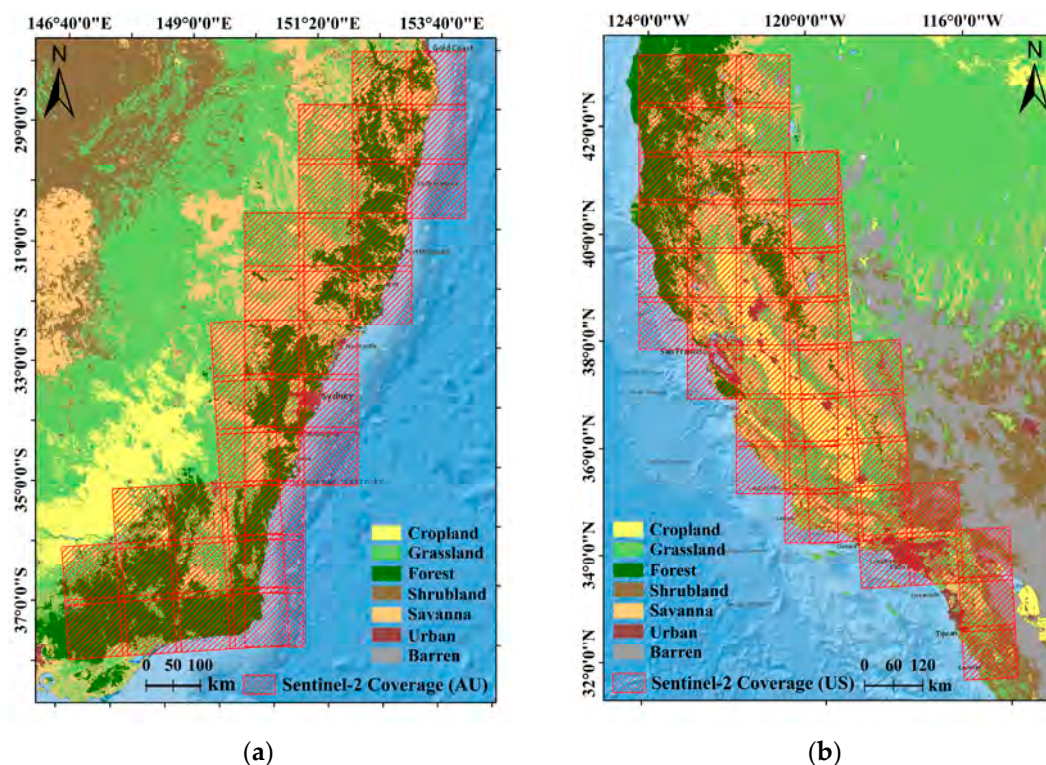 146°40'0"E 149°0'0"E 151°20'0"E 153°40'0"E
N
Gold Coast
29°0'0"S
31°0'0"S
33°0'0"S
35°0'0"S
37°0'0"S
Sydney
Cropland
Grassland
Forest
Shrubland
Savanna
Urban
Barren
0 50 100
km
Sentinel-2 Coverage (AU)
(a)
124°0'0"W 120°0'0"W 116°0'0"W
N
42°0'0"N
40°0'0"N
38°0'0"N
36°0'0"N
34°0'0"N
32°0'0"N
Cropland
Grassland
Forest
Shrubland
Savanna
Urban
Barren
0 60 120
km
Sentinel-2 Coverage (US)
(b)